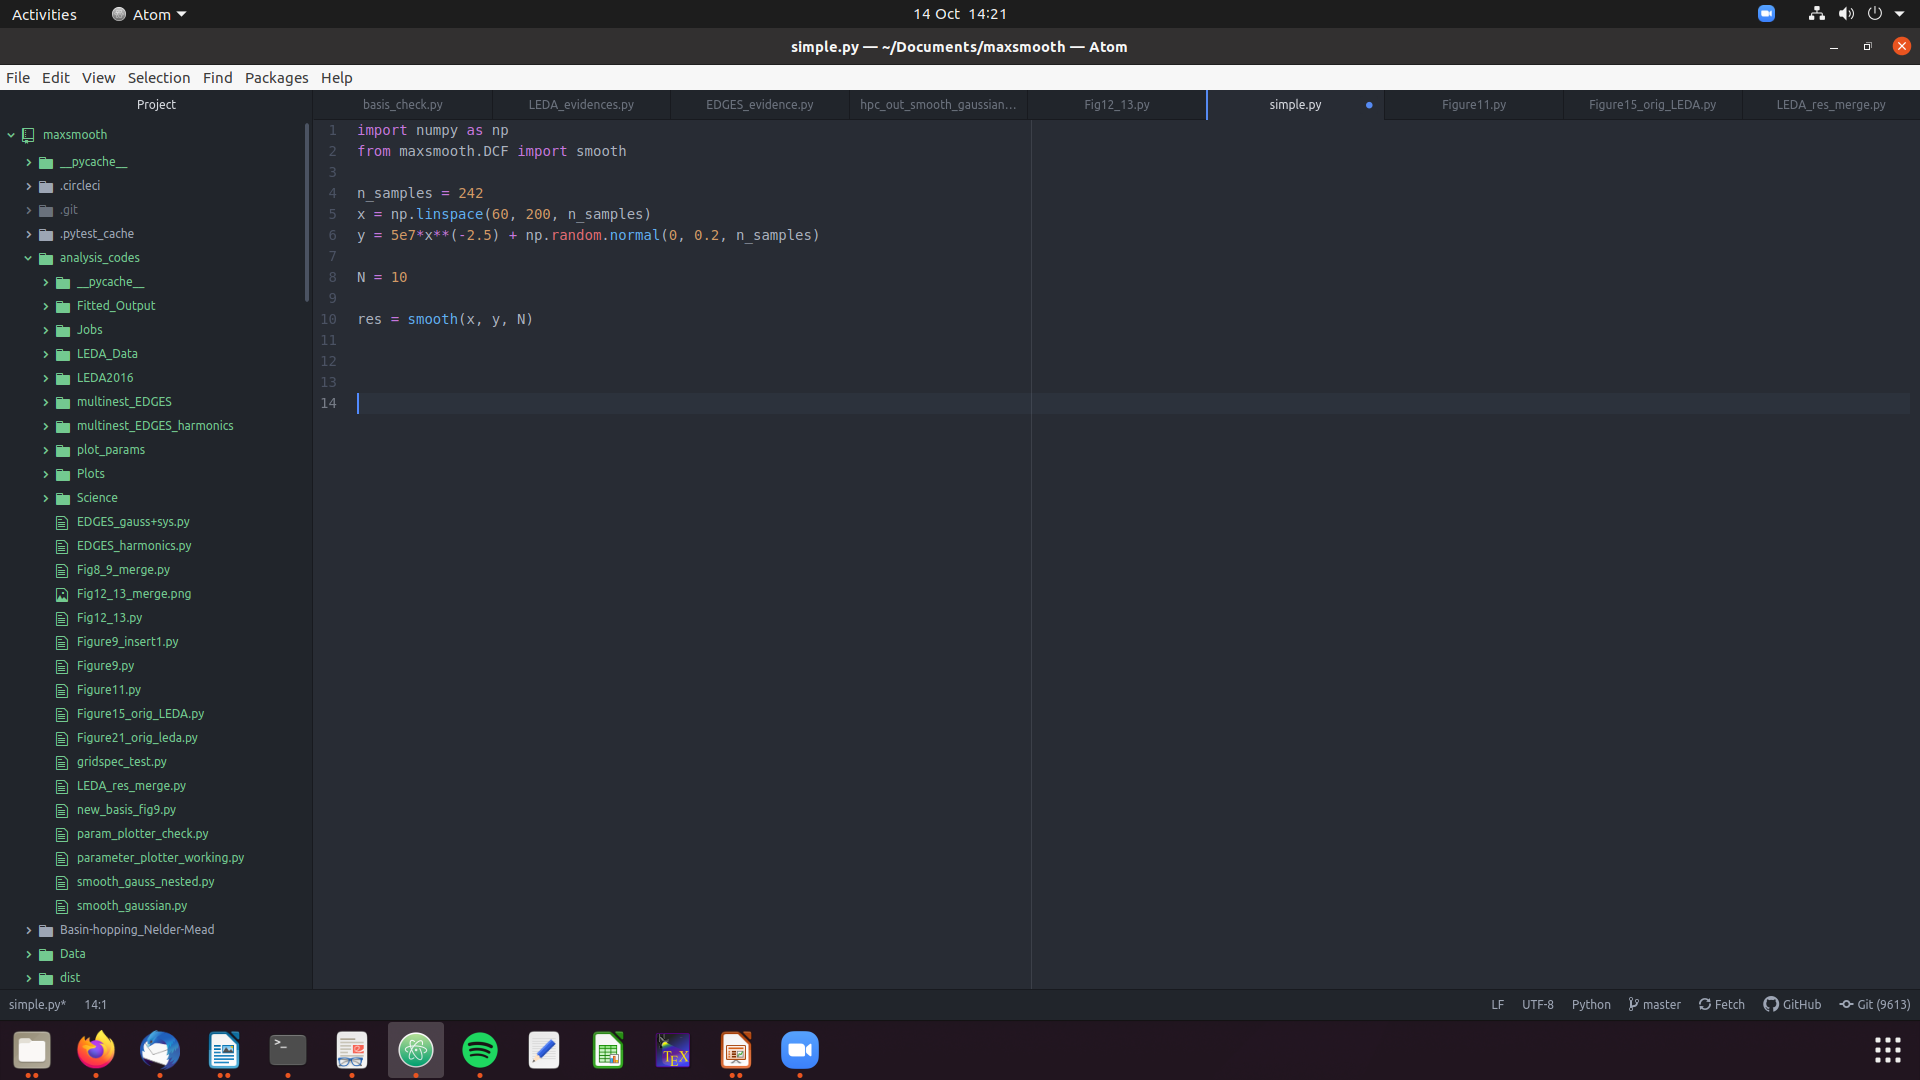 Activities
Atom
14 Oct 14:21
simple.py — ~/Documents/maxsmooth — Atom
File Edit View Selection Find Packages Help
Project
basis_check.py
LEDA_evidences.py
EDGES_evidence.py
hpc_out_smooth_gaussian…
Fig12_13.py
simple.py
Figure11.py
Figure15_orig_LEDA.py
LEDA_res_merge.py
maxsmooth
__pycache__
.circleci
.git
.pytest_cache
analysis_codes
__pycache__
Fitted_Output
Jobs
LEDA_Data
LEDA2016
multinest_EDGES
multinest_EDGES_harmonics
plot_params
Plots
Science
EDGES_gauss+sys.py
EDGES_harmonics.py
Fig8_9_merge.py
Fig12_13_merge.png
Fig12_13.py
Figure9_insert1.py
Figure9.py
Figure11.py
Figure15_orig_LEDA.py
Figure21_orig_leda.py
gridspec_test.py
LEDA_res_merge.py
new_basis_fig9.py
param_plotter_check.py
parameter_plotter_working.py
smooth_gauss_nested.py
smooth_gaussian.py
Basin-hopping_Nelder-Mead
Data
dist
1 import numpy as np
2 from maxsmooth.DCF import smooth
3
4 n_samples = 242
5 x = np.linspace(60, 200, n_samples)
6 y = 5e7*x**(-2.5) + np.random.normal(0, 0.2, n_samples)
7
8 N = 10
9
10 res = smooth(x, y, N)
11
12
13
14
simple.py* 14:1
LF UTF-8 Python master Fetch GitHub Git (9613)
>_
TEX